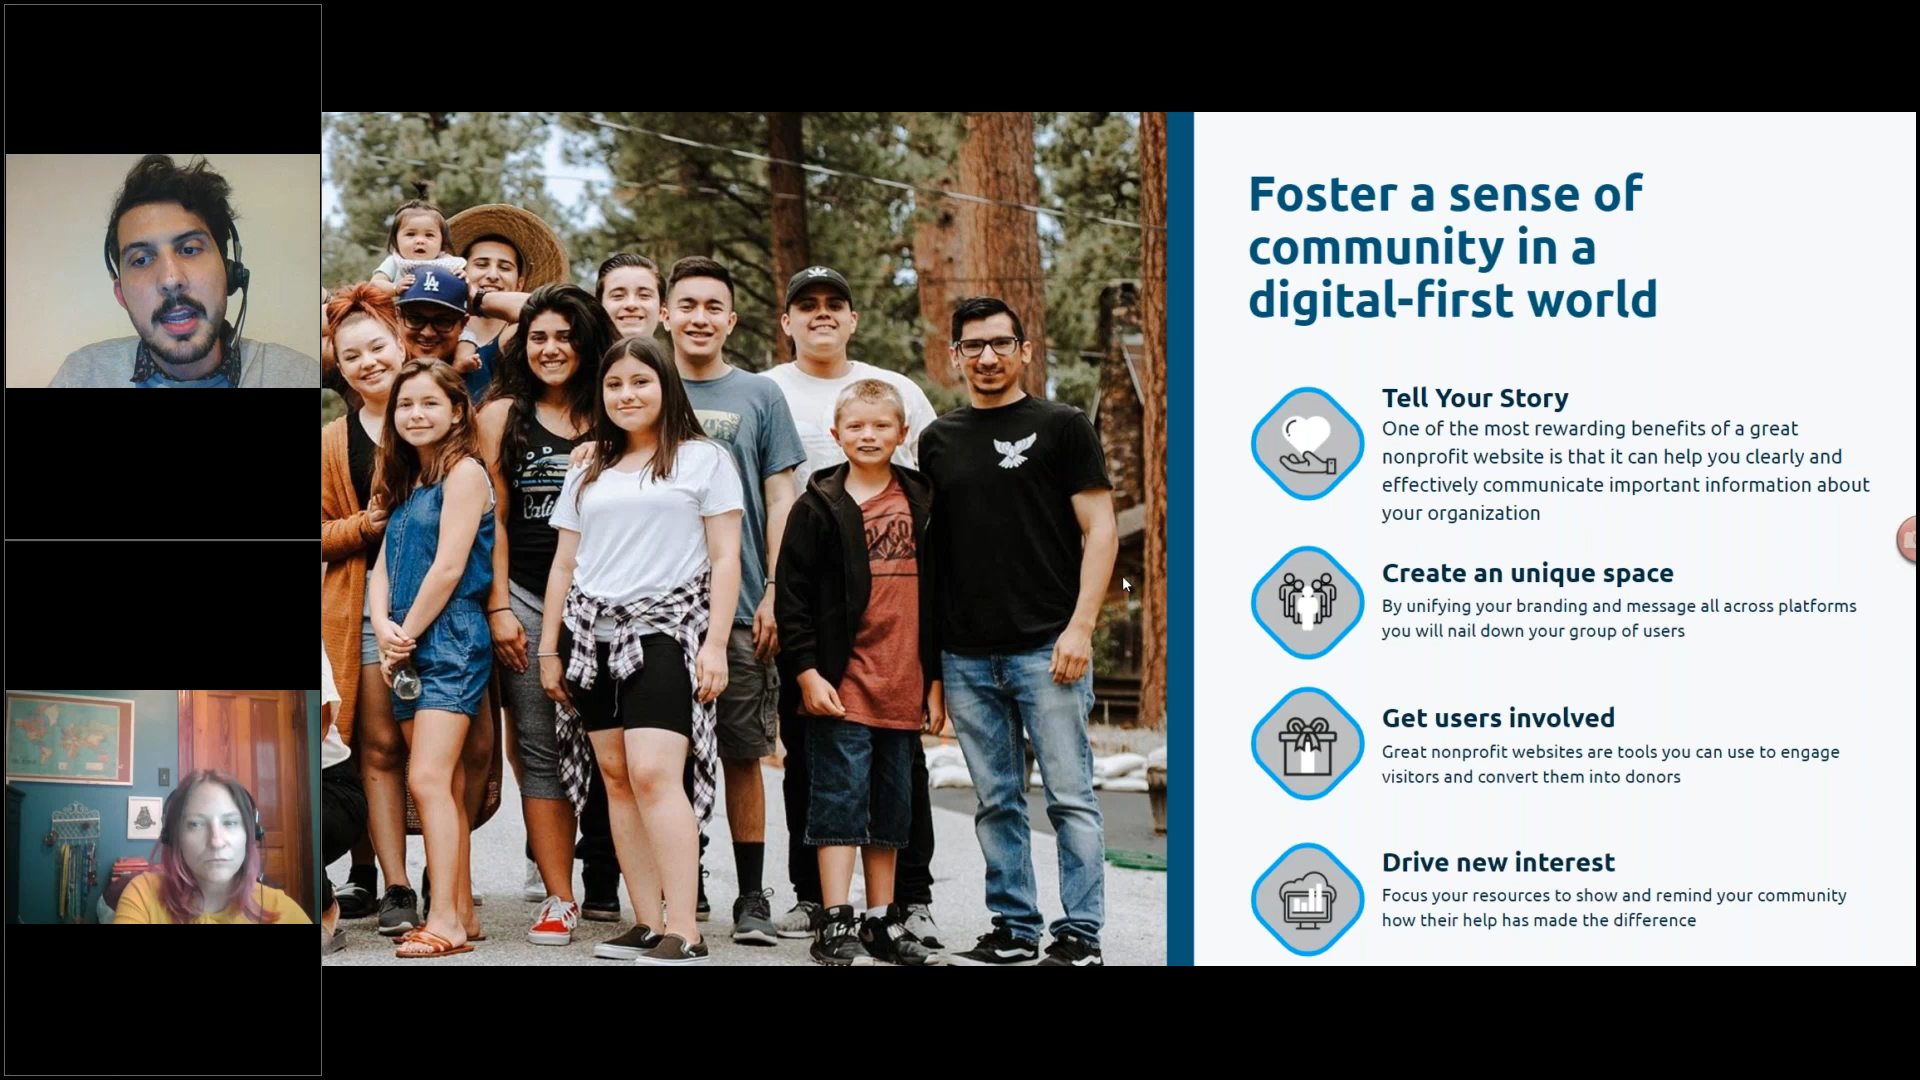 Foster a sense of
community in a
digital-first world
Tell Your Story
One of the most rewarding benefits of a great
nonprofit website is that it can help you clearly and
effectively communicate important information about
your organization
Create an unique space
By unifying your branding and message all across platforms
you will nail down your group of users
Get users involved
Great nonprofit websites are tools you can use to engage
visitors and convert them into donors
Drive new interest
Focus your resources to show and remind your community
how their help has made the difference
LA
Cali